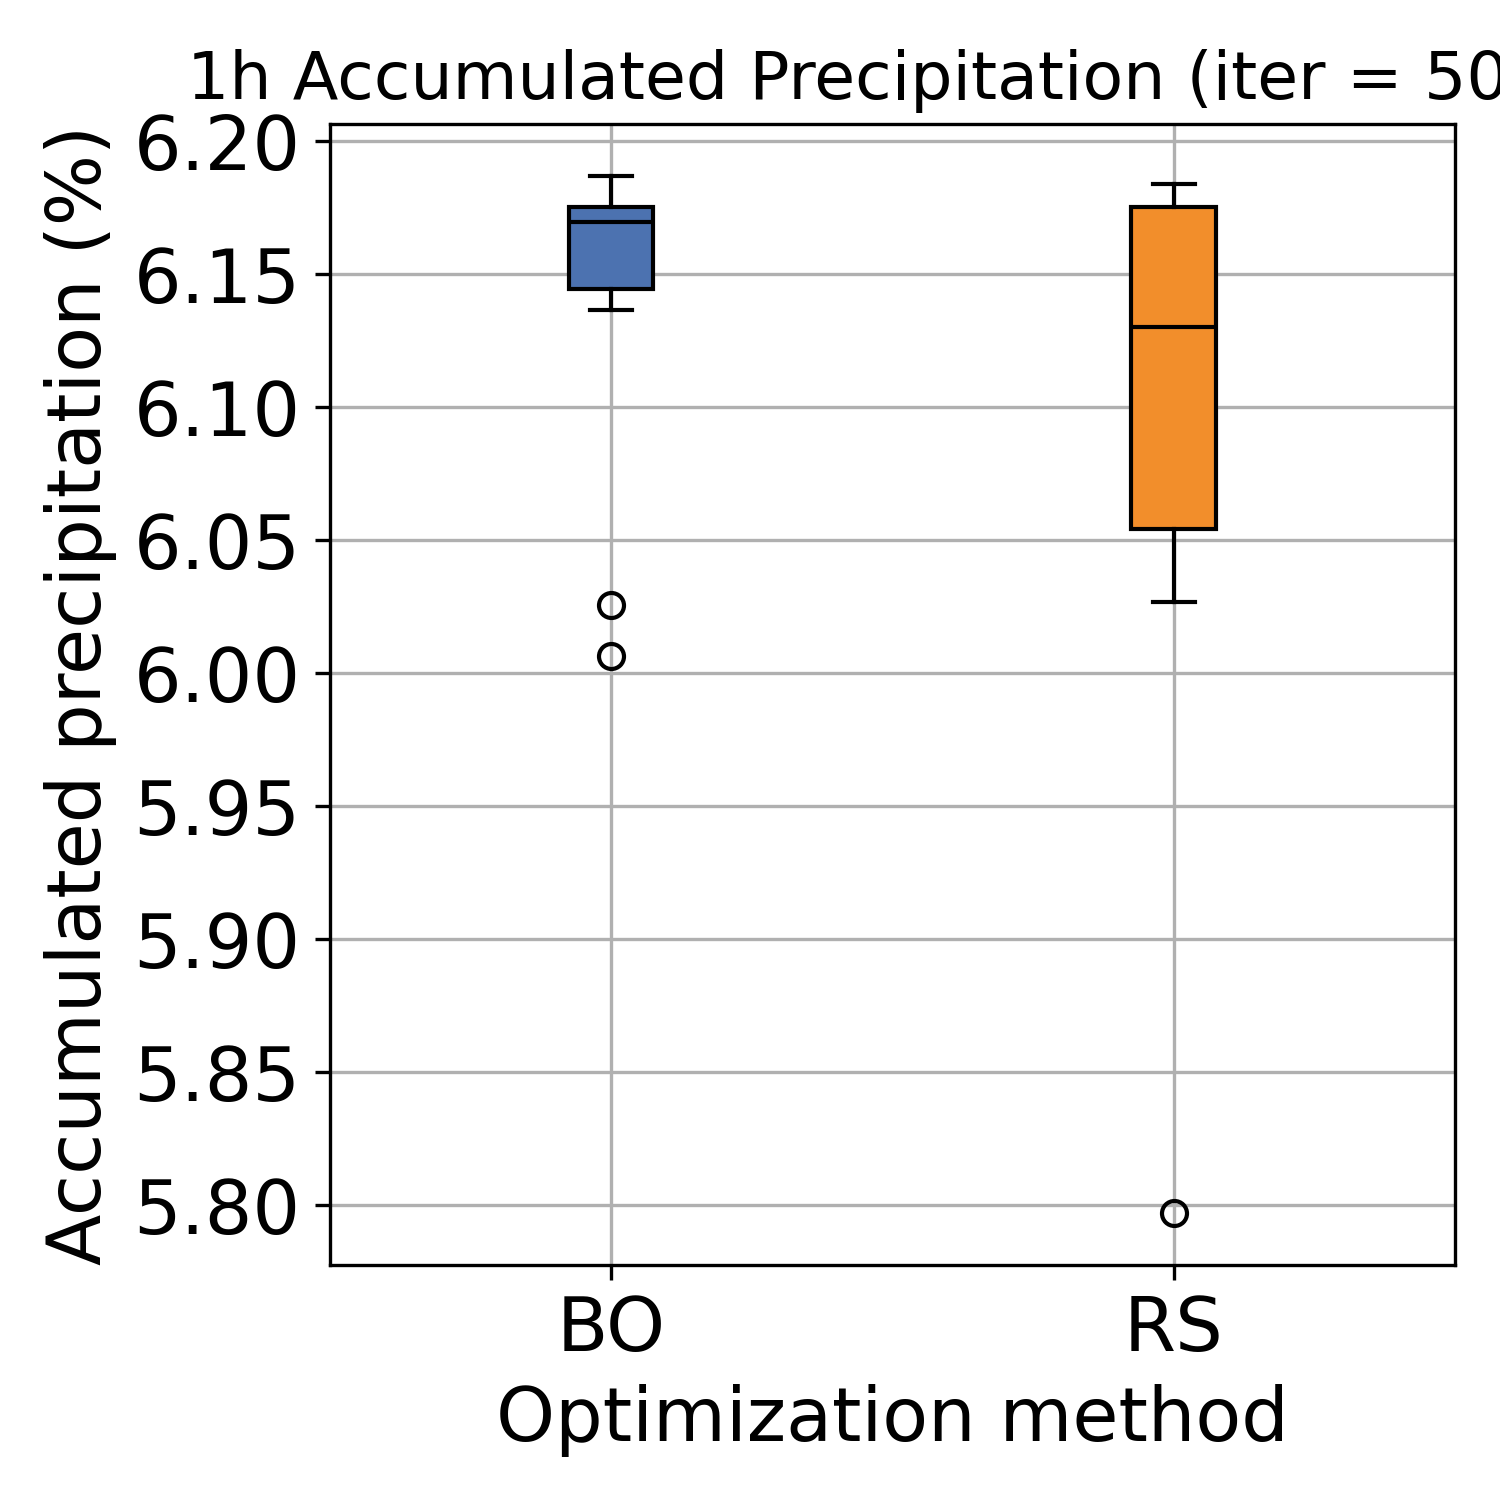 1h Accumulated Precipitation (iter = 50
Accumulated precipitation (%)
6.20
6.15
6.10
6.05
6.00
5.95
5.90
5.85
5.80
BO
RS
Optimization method